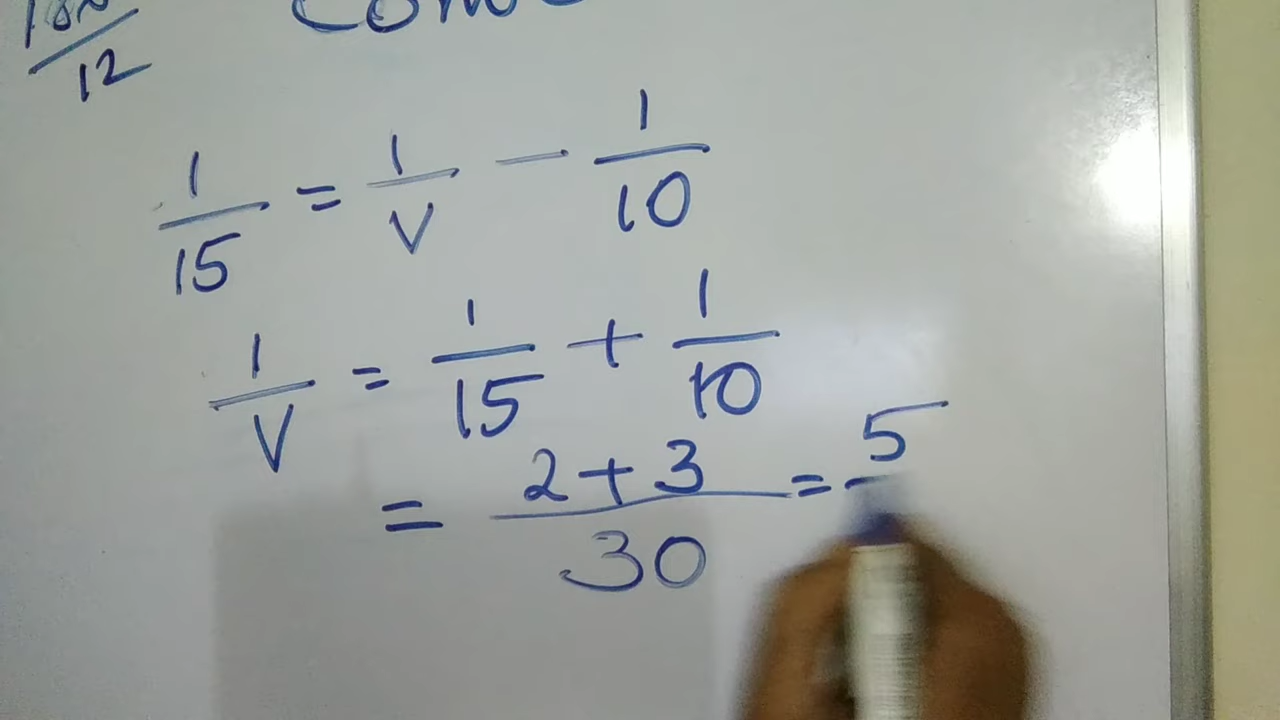 12
1/15 = 1/V - 1/10
1/V = 1/15 + 1/10
= 2+3/30 = 5